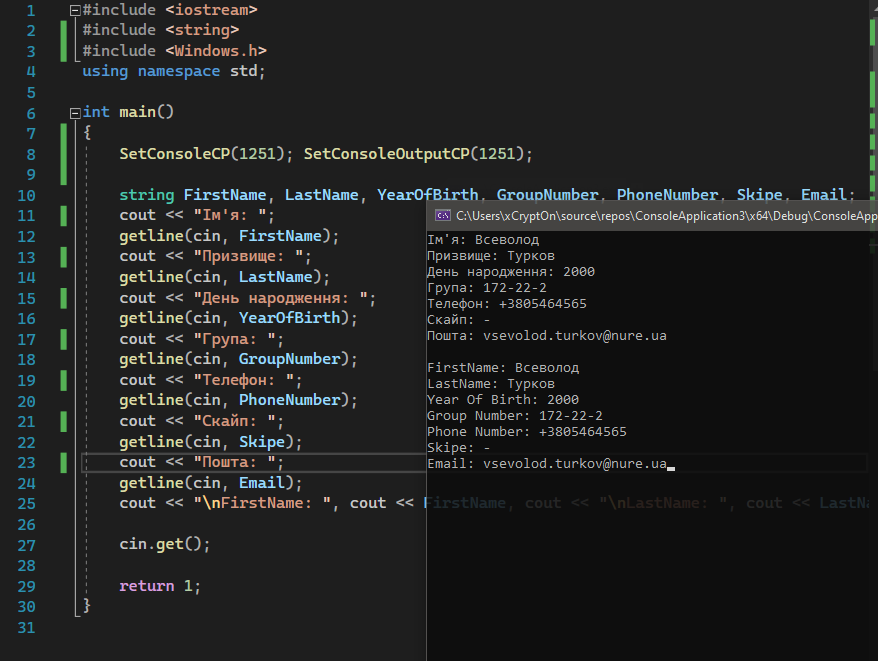 1 #include <iostream>
2 #include <string>
3 #include <Windows.h>
4 using namespace std;
5
6 int main()
7 {
8 SetConsoleCP(1251); SetConsoleOutputCP(1251);
9
10 string FirstName, LastName, YearOfBirth, GroupNumber, PhoneNumber, Skipe, Email;
11 cout << "Ім'я: ";
12 getline(cin, FirstName);
13 cout << "Призвище: ";
14 getline(cin, LastName);
15 cout << "День народження: ";
16 getline(cin, YearOfBirth);
17 cout << "Група: ";
18 getline(cin, GroupNumber);
19 cout << "Телефон: ";
20 getline(cin, PhoneNumber);
21 cout << "Скайп: ";
22 getline(cin, Skipe);
23 cout << "Пошта: ";
24 getline(cin, Email);
25 cout << "\nFirstName: ", cout << FirstName, cout << "\nLastName: ", cout << LastNa
26
27 cin.get();
28
29 return 1;
30 }
31
C:\Users\xCryptOn\source\repos\ConsoleApplication3\x64\Debug\ConsoleApp
Ім'я: Всеволод
Призвище: Турков
День народження: 2000
Група: 172-22-2
Телефон: +3805464565
Скайп: -
Пошта: vsevolod.turkov@nure.ua
FirstName: Всеволод
LastName: Турков
Year Of Birth: 2000
Group Number: 172-22-2
Phone Number: +3805464565
Skipe: -
Email: vsevolod.turkov@nure.ua